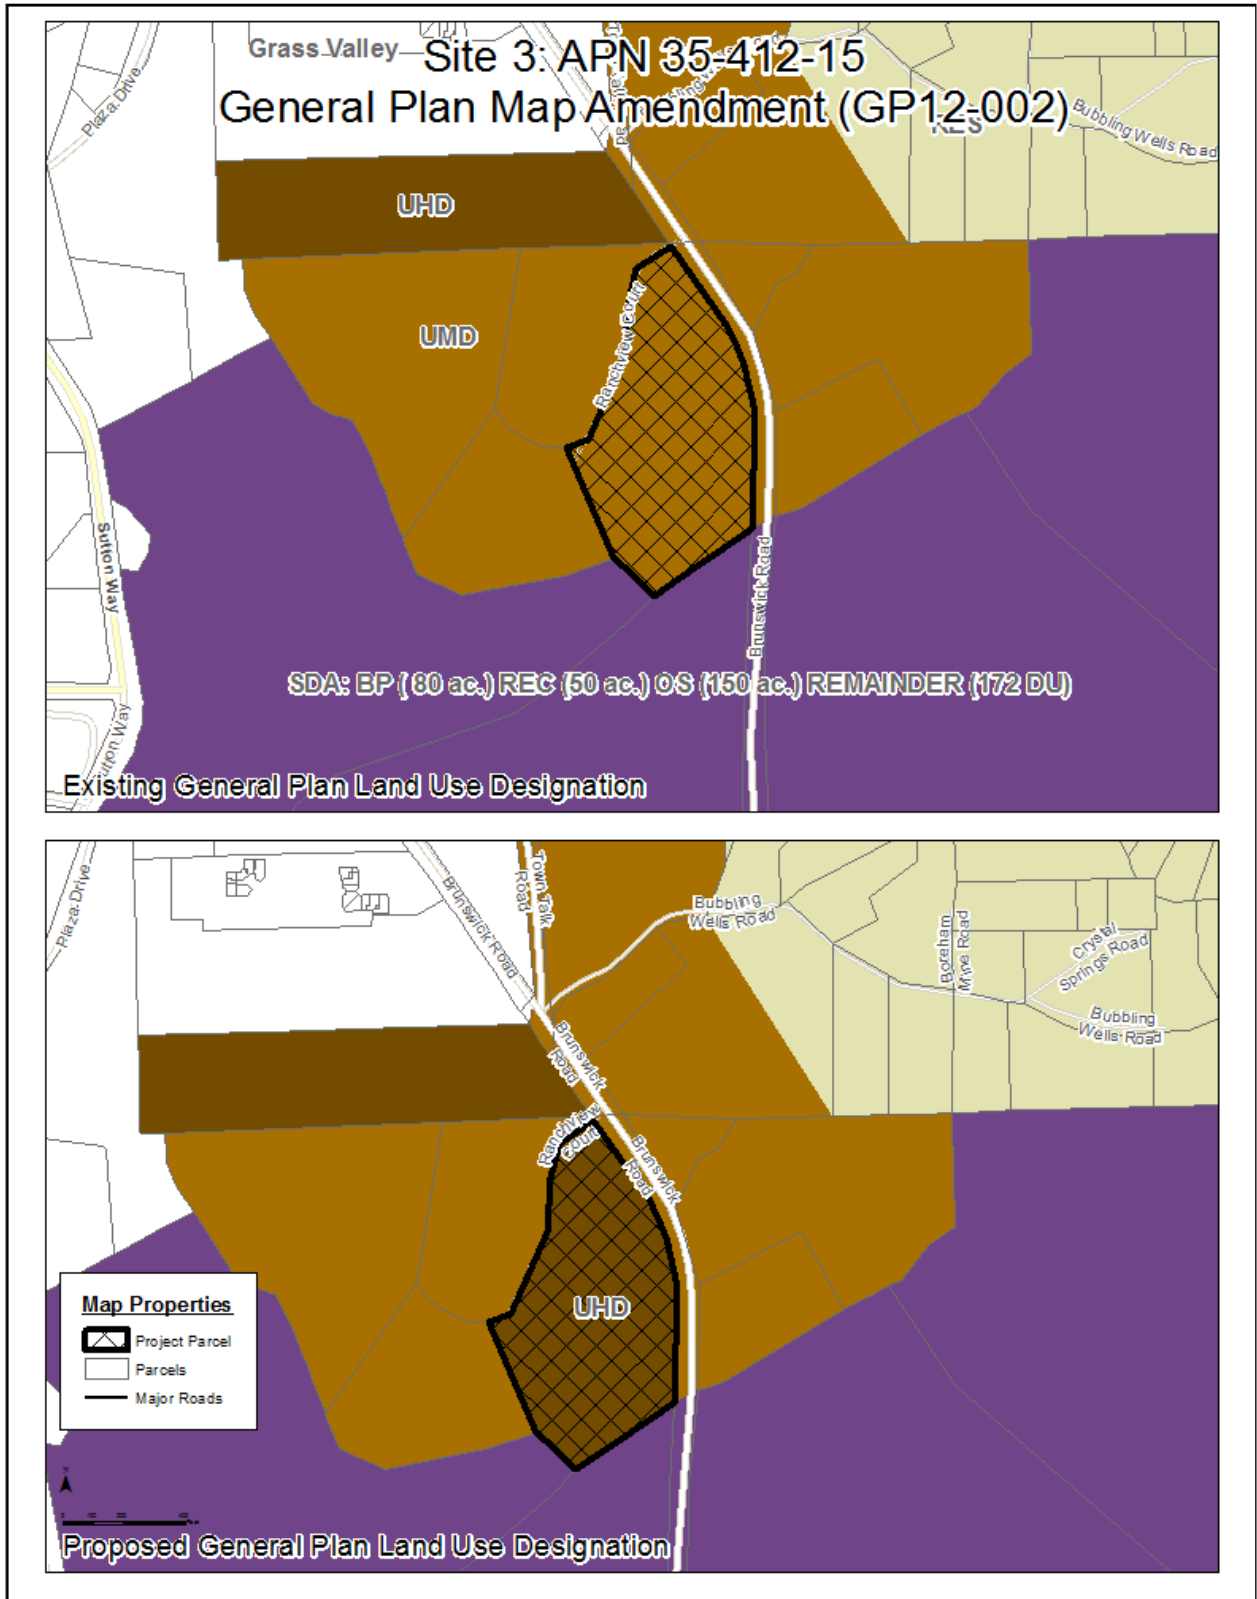 Grass Valley
Site 3: APN 35-412-15
General Plan Map Amendment (GP12-002)
Plaza Drive
Bubbling Wells Road
RES
UHD
UMD
Ranchview Court
Sutton Way
Brunswick Road
SDA: BP ( 80 ac.) REC (50 ac.) OS (150 ac.) REMAINDER (172 DU)
Sutton Way
Existing General Plan Land Use Designation
Plaza Drive
Brunswick Road
Town Talk
Road
Bubbling
Wells Road
Boreham
Mine Road
Crystal
Springs Road
Bubbling
Wells Road
Brunswick
Road
Ranchview
Court
Brunswick
Road
UHD
Map Properties
Project Parcel
Parcels
Major Roads
Proposed General Plan Land Use Designation